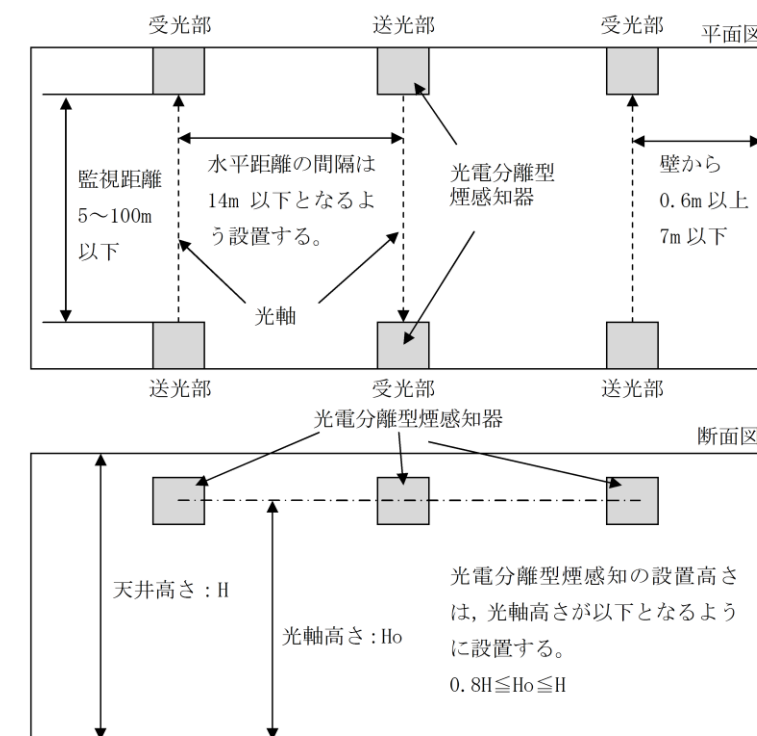 受光部
送光部
受光部
平面図
監視距離
5～100m
以下
水平距離の間隔は
14m 以下となるよ
う設置する。
光電分離型
煙感知器
壁から
0.6m 以上
7m 以下
光軸
送光部
受光部
送光部
光電分離型煙感知器
断面図
天井高さ：H
光軸高さ：Ho
光電分離型煙感知の設置高さ
は，光軸高さが以下となるよう
に設置する。
0.8H≦Ho≦H